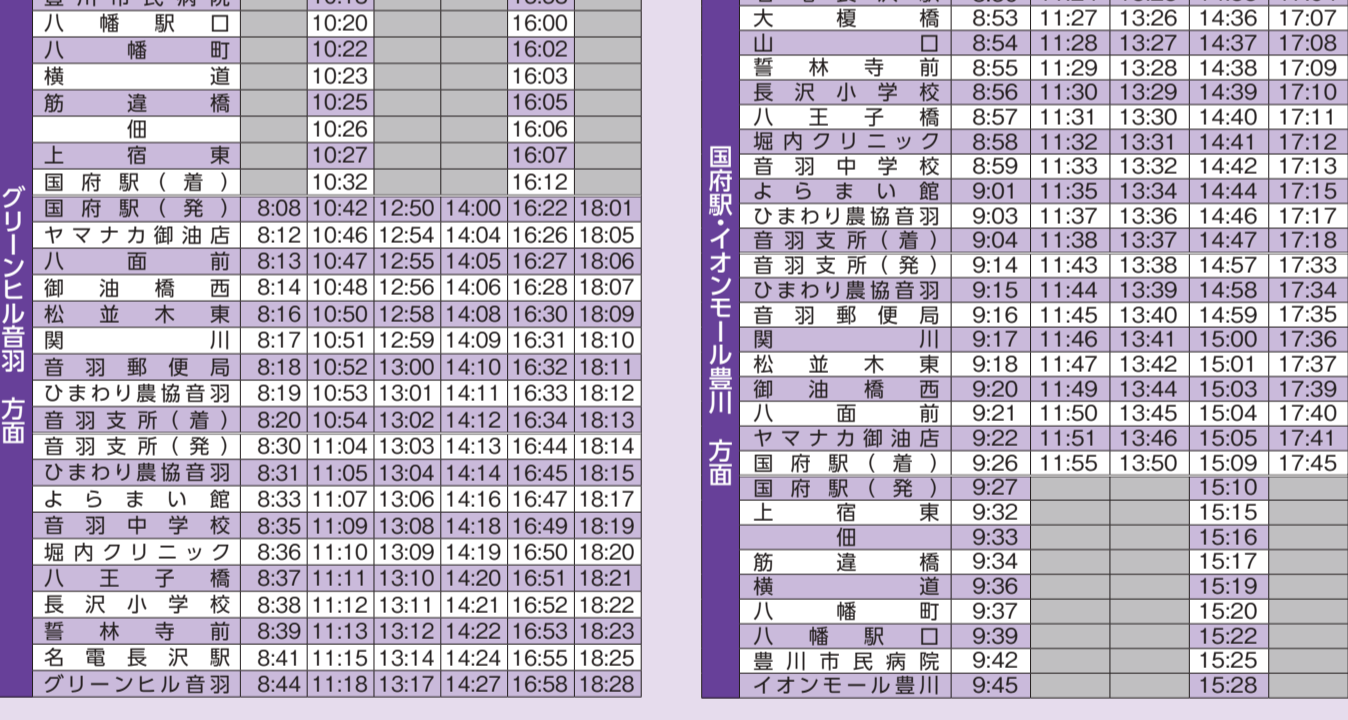 グリーンヒル音羽 方面
八幡駅口 10:20 16:00
八幡町 10:22 16:02
横道 10:23 16:03
筋違橋 10:25 16:05
佃 10:26 16:06
上宿東 10:27 16:07
国府駅(着) 10:32 16:12
国府駅(発) 8:08 10:42 12:50 14:00 16:22 18:01
ヤマナカ御油店 8:12 10:46 12:54 14:04 16:26 18:05
八面前 8:13 10:47 12:55 14:05 16:27 18:06
御油橋西 8:14 10:48 12:56 14:06 16:28 18:07
松並木東 8:16 10:50 12:58 14:08 16:30 18:09
関川 8:17 10:51 12:59 14:09 16:31 18:10
音羽郵便局 8:18 10:52 13:00 14:10 16:32 18:11
ひまわり農協音羽 8:19 10:53 13:01 14:11 16:33 18:12
音羽支所(着) 8:20 10:54 13:02 14:12 16:34 18:13
音羽支所(発) 8:30 11:04 13:03 14:13 16:44 18:14
ひまわり農協音羽 8:31 11:05 13:04 14:14 16:45 18:15
よらまい館 8:33 11:07 13:06 14:16 16:47 18:17
音羽中学校 8:35 11:09 13:08 14:18 16:49 18:19
堀内クリニック 8:36 11:10 13:09 14:19 16:50 18:20
八王子橋 8:37 11:11 13:10 14:20 16:51 18:21
長沢小学校 8:38 11:12 13:11 14:21 16:52 18:22
誓林寺前 8:39 11:13 13:12 14:22 16:53 18:23
名電長沢駅 8:41 11:15 13:14 14:24 16:55 18:25
グリーンヒル音羽 8:44 11:18 13:17 14:27 16:58 18:28
国府駅・イオンモール豊川 方面
大榎橋 8:53 11:27 13:26 14:36 17:07
山口 8:54 11:28 13:27 14:37 17:08
誓林寺前 8:55 11:29 13:28 14:38 17:09
長沢小学校 8:56 11:30 13:29 14:39 17:10
八王子橋 8:57 11:31 13:30 14:40 17:11
堀内クリニック 8:58 11:32 13:31 14:41 17:12
音羽中学校 8:59 11:33 13:32 14:42 17:13
よらまい館 9:01 11:35 13:34 14:44 17:15
ひまわり農協音羽 9:03 11:37 13:36 14:46 17:17
音羽支所(着) 9:04 11:38 13:37 14:47 17:18
音羽支所(発) 9:14 11:43 13:38 14:57 17:33
ひまわり農協音羽 9:15 11:44 13:39 14:58 17:34
音羽郵便局 9:16 11:45 13:40 14:59 17:35
関川 9:17 11:46 13:41 15:00 17:36
松並木東 9:18 11:47 13:42 15:01 17:37
御油橋西 9:20 11:49 13:44 15:03 17:39
八面前 9:21 11:50 13:45 15:04 17:40
ヤマナカ御油店 9:22 11:51 13:46 15:05 17:41
国府駅(着) 9:26 11:55 13:50 15:09 17:45
国府駅(発) 9:27 15:10
上宿東 9:32 15:15
佃 9:33 15:16
筋違橋 9:34 15:17
横道 9:36 15:19
八幡町 9:37 15:20
八幡駅口 9:39 15:22
豊川市民病院 9:42 15:25
イオンモール豊川 9:45 15:28